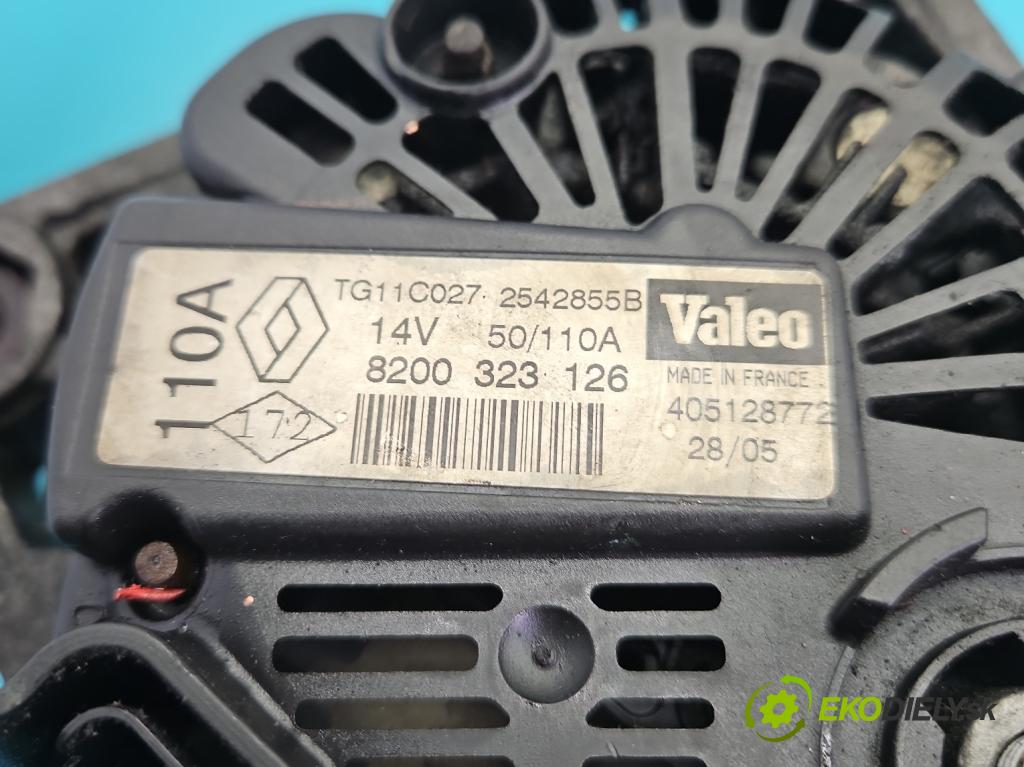 110A
TG11C027 2542855B
14V 50/110A
8200 323 126
172
Valeo
MADE IN FRANCE
405128772
28/05
EKODIELY.SK